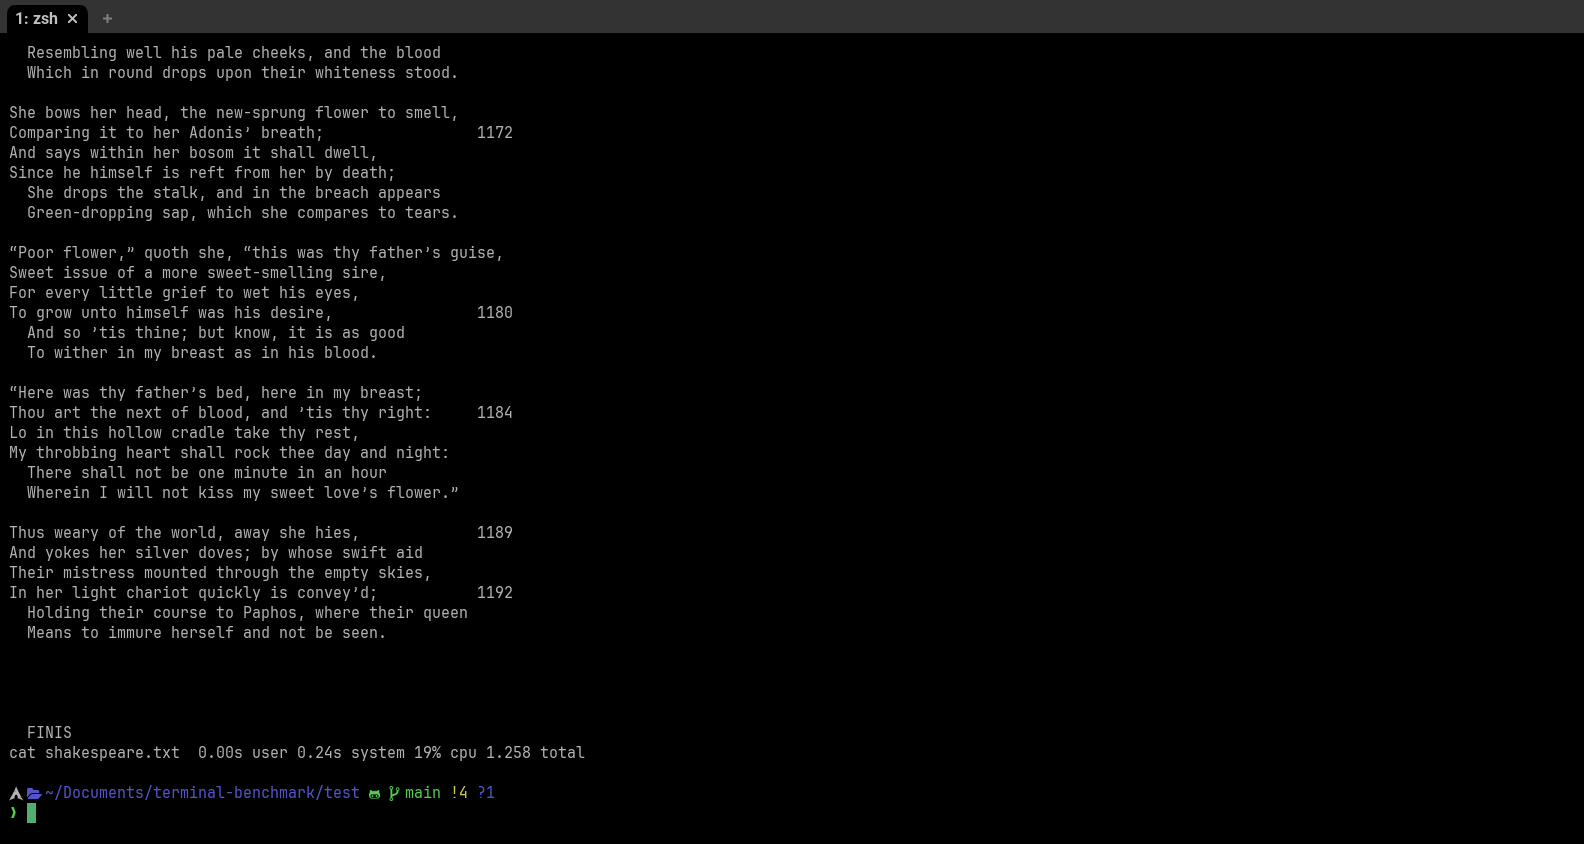 1: zsh × +
Resembling well his pale cheeks, and the blood
Which in round drops upon their whiteness stood.
She bows her head, the new-sprung flower to smell,
Comparing it to her Adonis’ breath; 1172
And says within her bosom it shall dwell,
Since he himself is reft from her by death;
She drops the stalk, and in the breach appears
Green-dropping sap, which she compares to tears.
“Poor flower,” quoth she, “this was thy father’s guise,
Sweet issue of a more sweet-smelling sire,
For every little grief to wet his eyes,
To grow unto himself was his desire, 1180
And so ’tis thine; but know, it is as good
To wither in my breast as in his blood.
“Here was thy father’s bed, here in my breast;
Thou art the next of blood, and ’tis thy right: 1184
Lo in this hollow cradle take thy rest,
My throbbing heart shall rock thee day and night:
There shall not be one minute in an hour
Wherein I will not kiss my sweet love’s flower.”
Thus weary of the world, away she hies, 1189
And yokes her silver doves; by whose swift aid
Their mistress mounted through the empty skies,
In her light chariot quickly is convey’d; 1192
Holding their course to Paphos, where their queen
Means to immure herself and not be seen.
FINIS
cat shakespeare.txt 0.00s user 0.24s system 19% cpu 1.258 total
~/Documents/terminal-benchmark/test main !4 ?1
❯